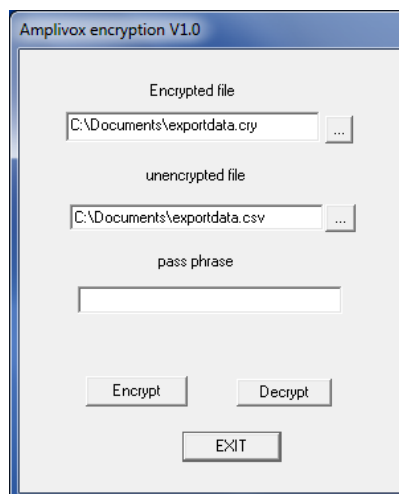 Amplivox encryption V1.0
Encrypted file
C:\Documents\exportdata.cry
...
unencrypted file
C:\Documents\exportdata.csv
...
pass phrase
Encrypt
Decrypt
EXIT